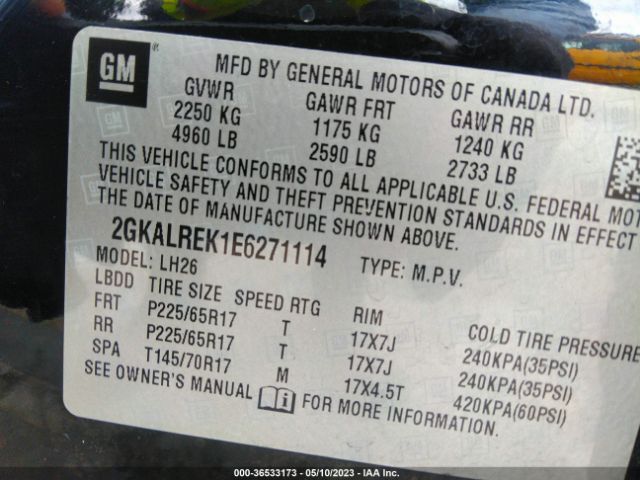 GM
MFD BY GENERAL MOTORS OF CANADA LTD.
GVWR GAWR FRT GAWR RR
2250 KG 1175 KG 1240 KG
4960 LB 2590 LB 2733 LB
THIS VEHICLE CONFORMS TO ALL APPLICABLE U.S. FEDERAL MOT
VEHICLE SAFETY AND THEFT PREVENTION STANDARDS IN EFFECT
THE DATE OF MANUFACTURE SHOWN ABOVE.
2GKALREK1E6271114 TYPE: M.P.V.
MODEL: LH26
LBDD TIRE SIZE SPEED RTG RIM COLD TIRE PRESSURE
FRT P225/65R17 T 17X7J 240KPA(35PSI)
RR P225/65R17 T 17X7J 240KPA(35PSI)
SPA T145/70R17 M 17X4.5T 420KPA(60PSI)
SEE OWNER'S MANUAL FOR MORE INFORMATION.
000-36533173 — 05/10/2023 — IAA Inc.